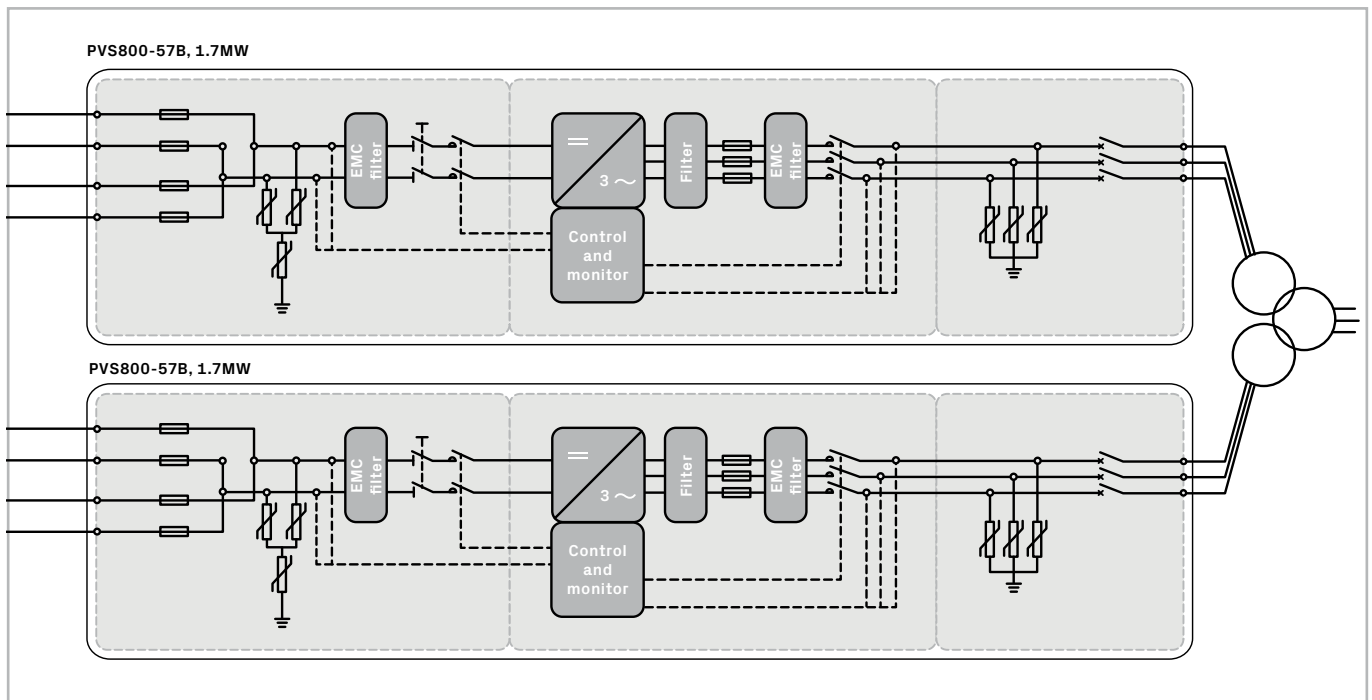 PVS800-57B, 1.7MW
EMC
filter
3
Filter
EMC
filter
Control
and
monitor
PVS800-57B, 1.7MW
EMC
filter
3
Filter
EMC
filter
Control
and
monitor